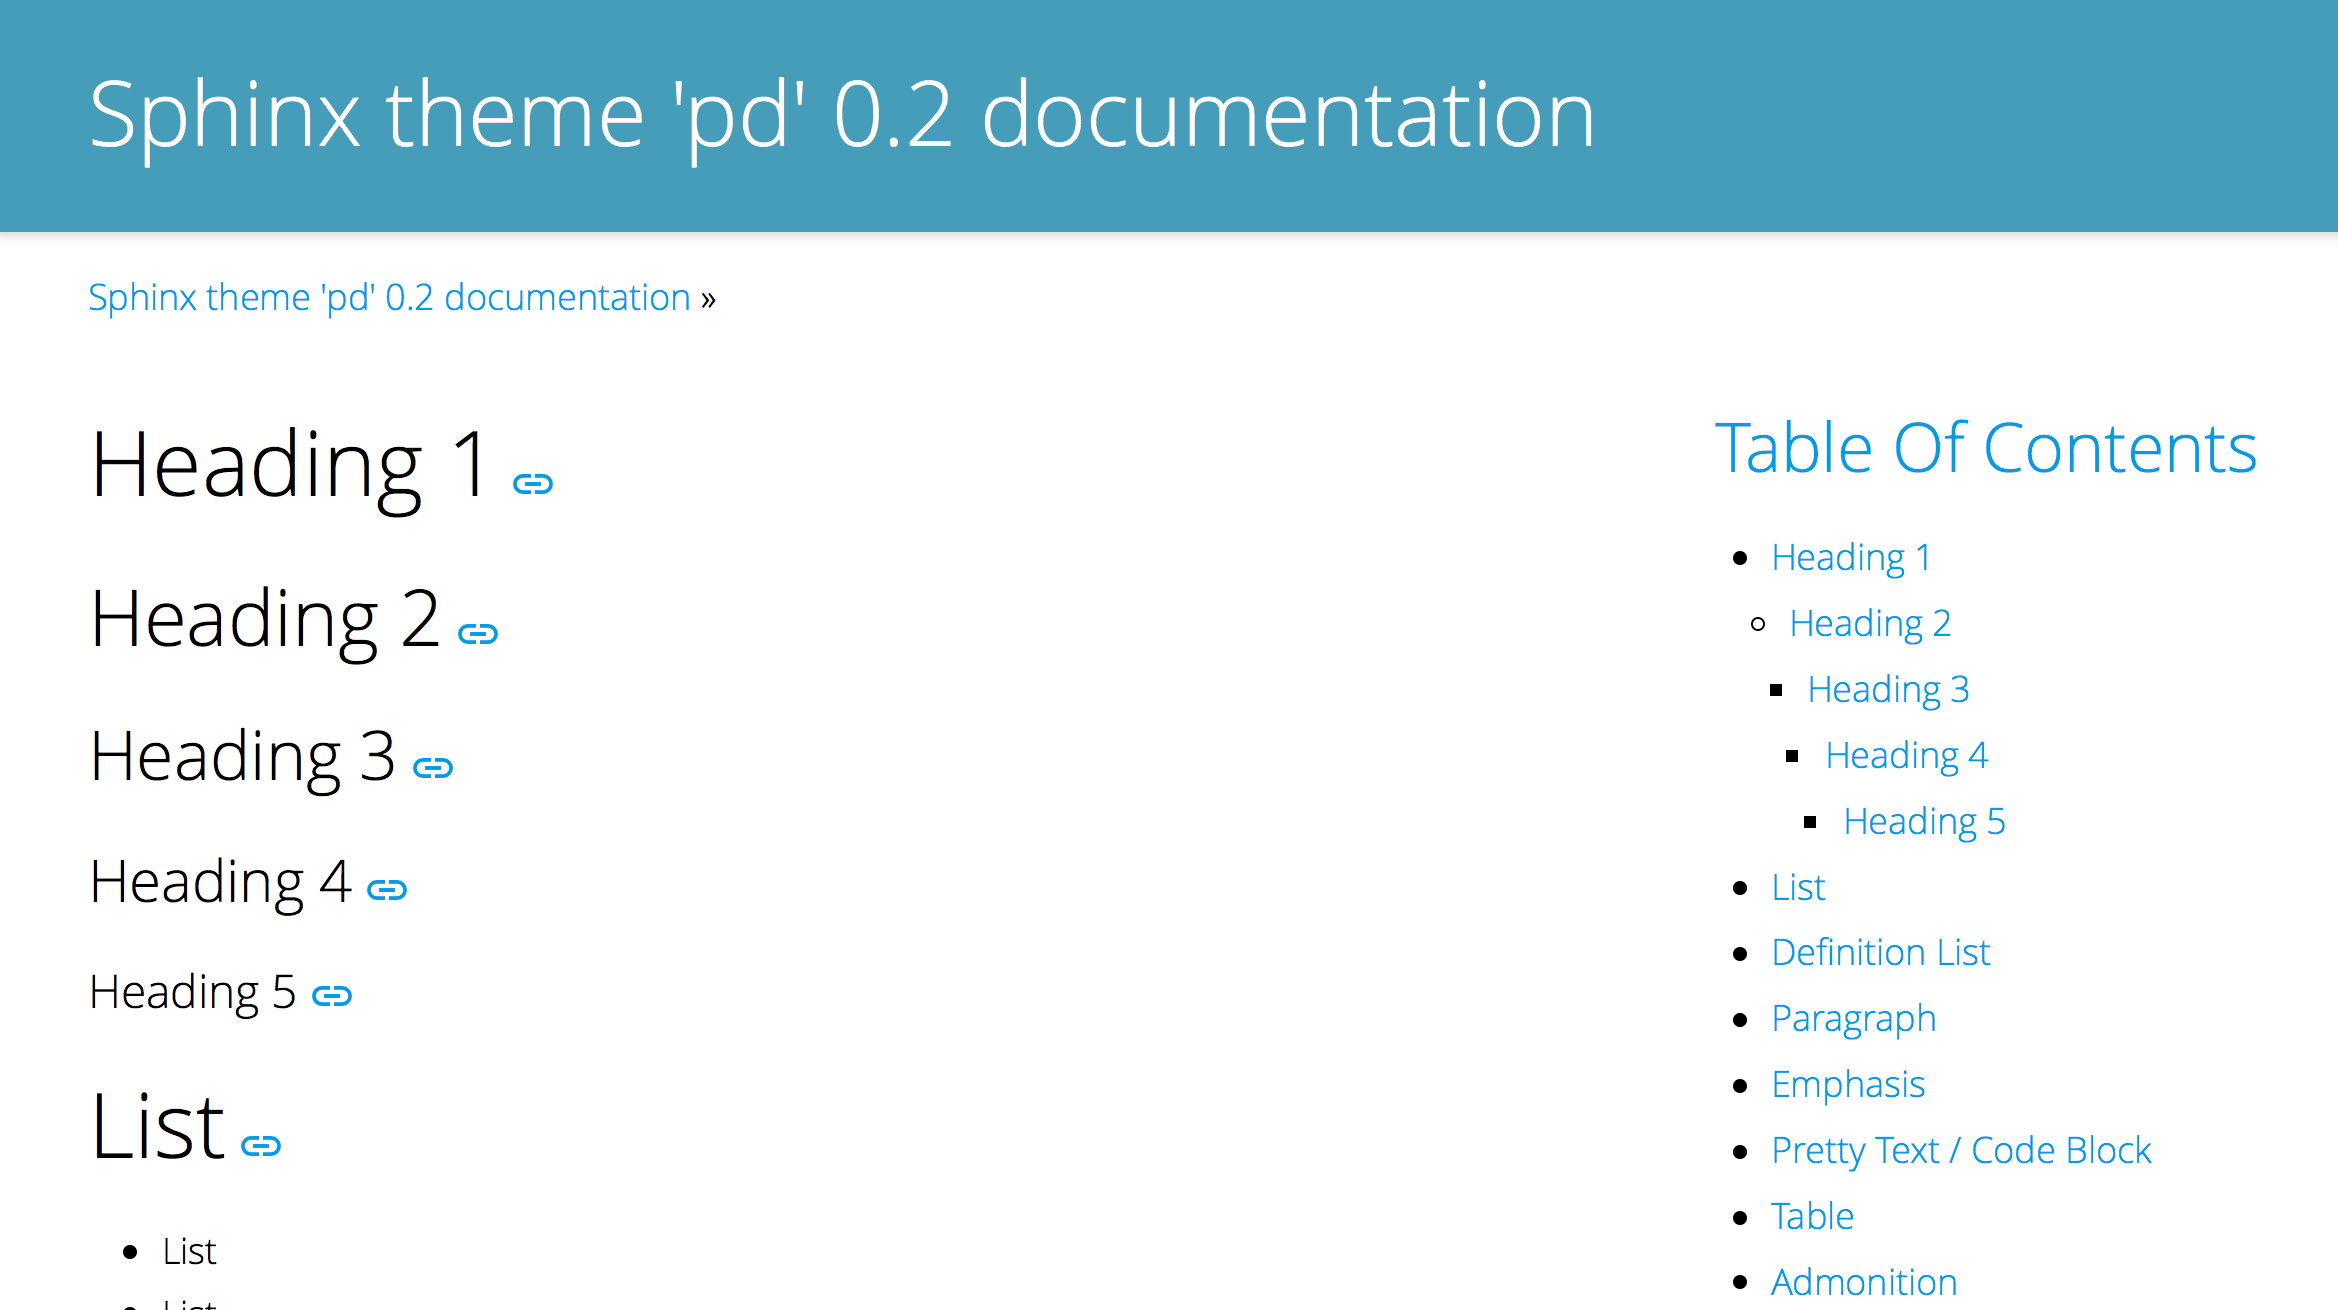 Sphinx theme 'pd' 0.2 documentation
Sphinx theme 'pd' 0.2 documentation »
Heading 1
Heading 2
Heading 3
Heading 4
Heading 5
List
List
List
Table Of Contents
Heading 1
Heading 2
Heading 3
Heading 4
Heading 5
List
Definition List
Paragraph
Emphasis
Pretty Text / Code Block
Table
Admonition